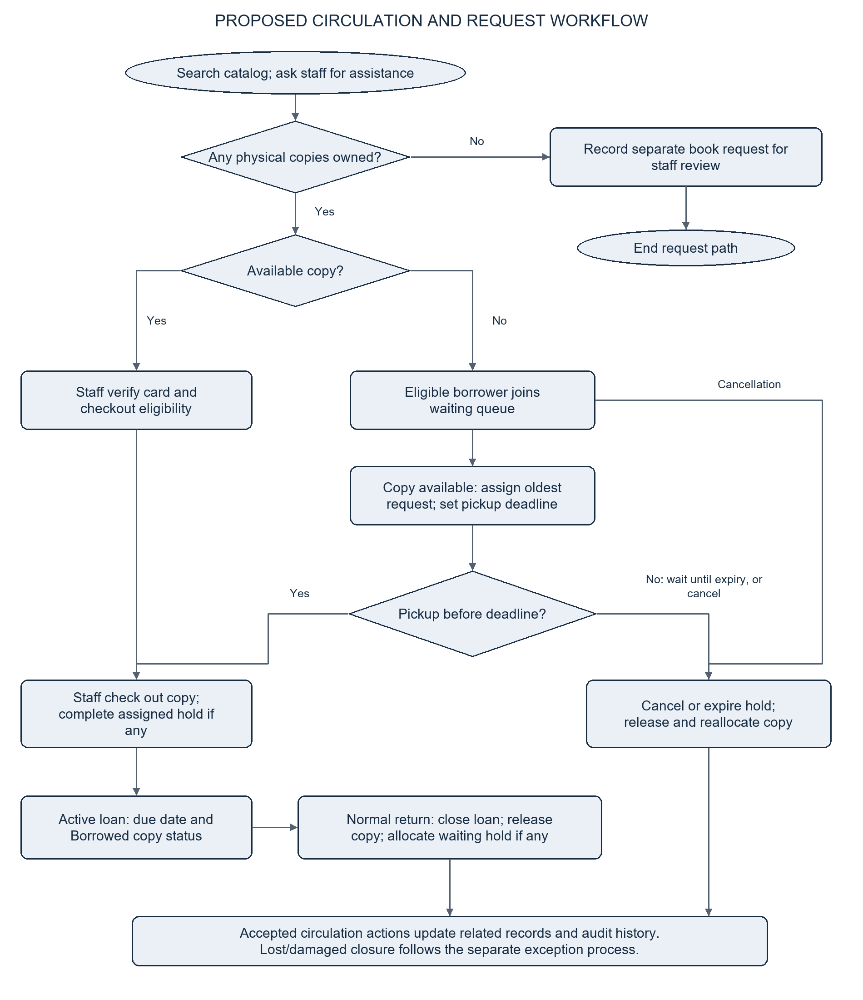 PROPOSED CIRCULATION AND REQUEST WORKFLOW
Search catalog; ask staff for assistance
Any physical copies owned?
No
Record separate book request for
staff review
Yes
End request path
Available copy?
Yes
No
Staff verify card and
checkout eligibility
Eligible borrower joins
waiting queue
Cancellation
Copy available: assign oldest
request; set pickup deadline
Pickup before deadline?
Yes
No: wait until expiry, or
cancel
Staff check out copy;
complete assigned hold if
any
Cancel or expire hold;
release and reallocate copy
Active loan: due date and
Borrowed copy status
Normal return: close loan; release
copy; allocate waiting hold if any
Accepted circulation actions update related records and audit history.
Lost/damaged closure follows the separate exception process.